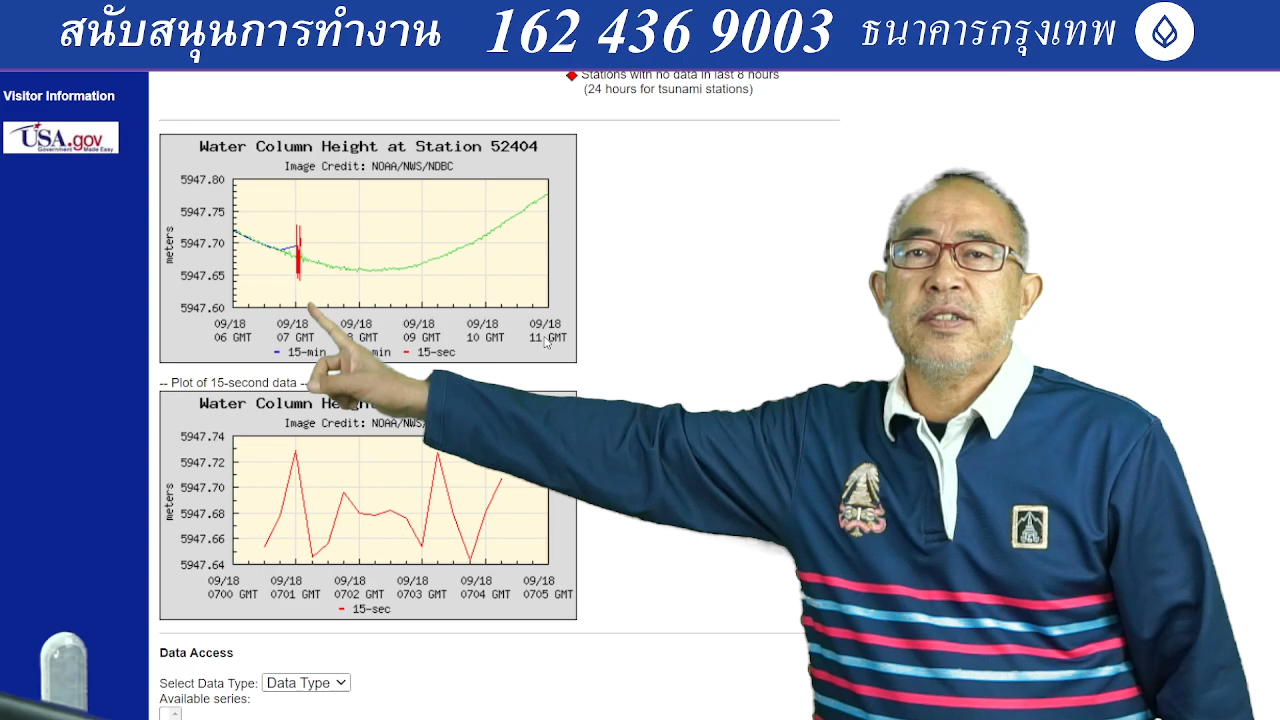 สนับสนุนการทำงาน 162 436 9003 ธนาคารกรุงเทพ
Stations with no data in last 8 hours
(24 hours for tsunami stations)
Visitor Information
USA.gov
Government Made Easy
Water Column Height at Station 52404
Image Credit: NOAA/NWS/NDBC
5947.80
5947.75
5947.70
5947.65
5947.60
meters
09/18 09/18 09/18 09/18 09/18 09/18
06 GMT 07 GMT GMT 09 GMT 10 GMT 11 GMT
15-min min 15-sec
-- Plot of 15-second data --
Water Column Heig
Image Credit: NOAA/NWS/
5947.74
5947.72
5947.70
5947.68
5947.66
5947.64
meters
09/18 09/18 09/18 09/18 09/18 09/18
0700 GMT 0701 GMT 0702 GMT 0703 GMT 0704 GMT 0705 GMT
15-sec
Data Access
Select Data Type: Data Type
Available series: